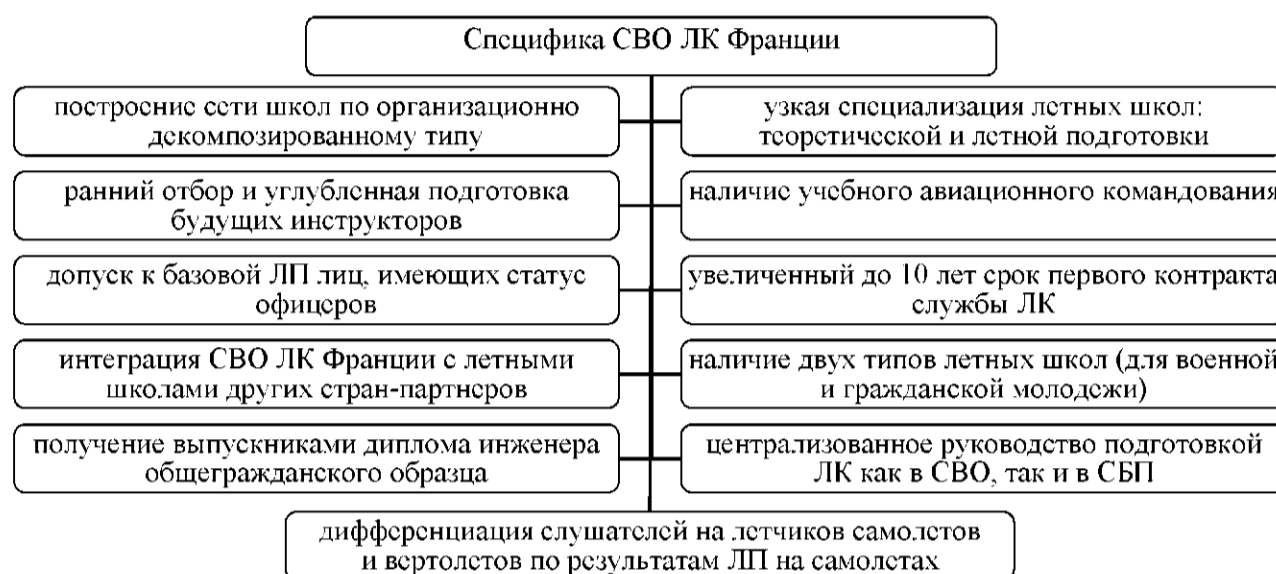 Специфика СВО ЛК Франции
построение сети школ по организационно
декомпозированному типу
узкая специализация летных школ:
теоретической и летной подготовки
ранний отбор и углубленная подготовка
будущих инструкторов
наличие учебного авиационного командования
допуск к базовой ЛП лиц, имеющих статус
офицеров
увеличенный до 10 лет срок первого контракта
службы ЛК
интеграция СВО ЛК Франции с летными
школами других стран-партнеров
наличие двух типов летных школ (для военной
и гражданской молодежи)
получение выпускниками диплома инженера
общегражданского образца
централизованное руководство подготовкой
ЛК как в СВО, так и в СБП
дифференциация слушателей на летчиков самолетов
и вертолетов по результатам ЛП на самолетах